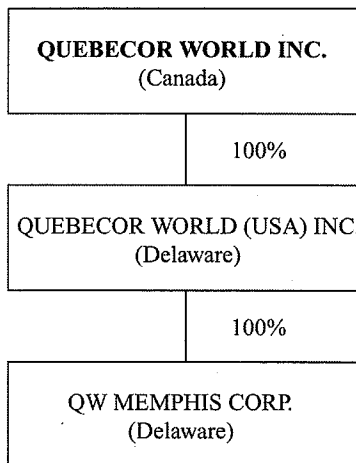 QUEBECOR WORLD INC.
(Canada)
100%
QUEBECOR WORLD (USA) INC.
(Delaware)
100%
QW MEMPHIS CORP.
(Delaware)